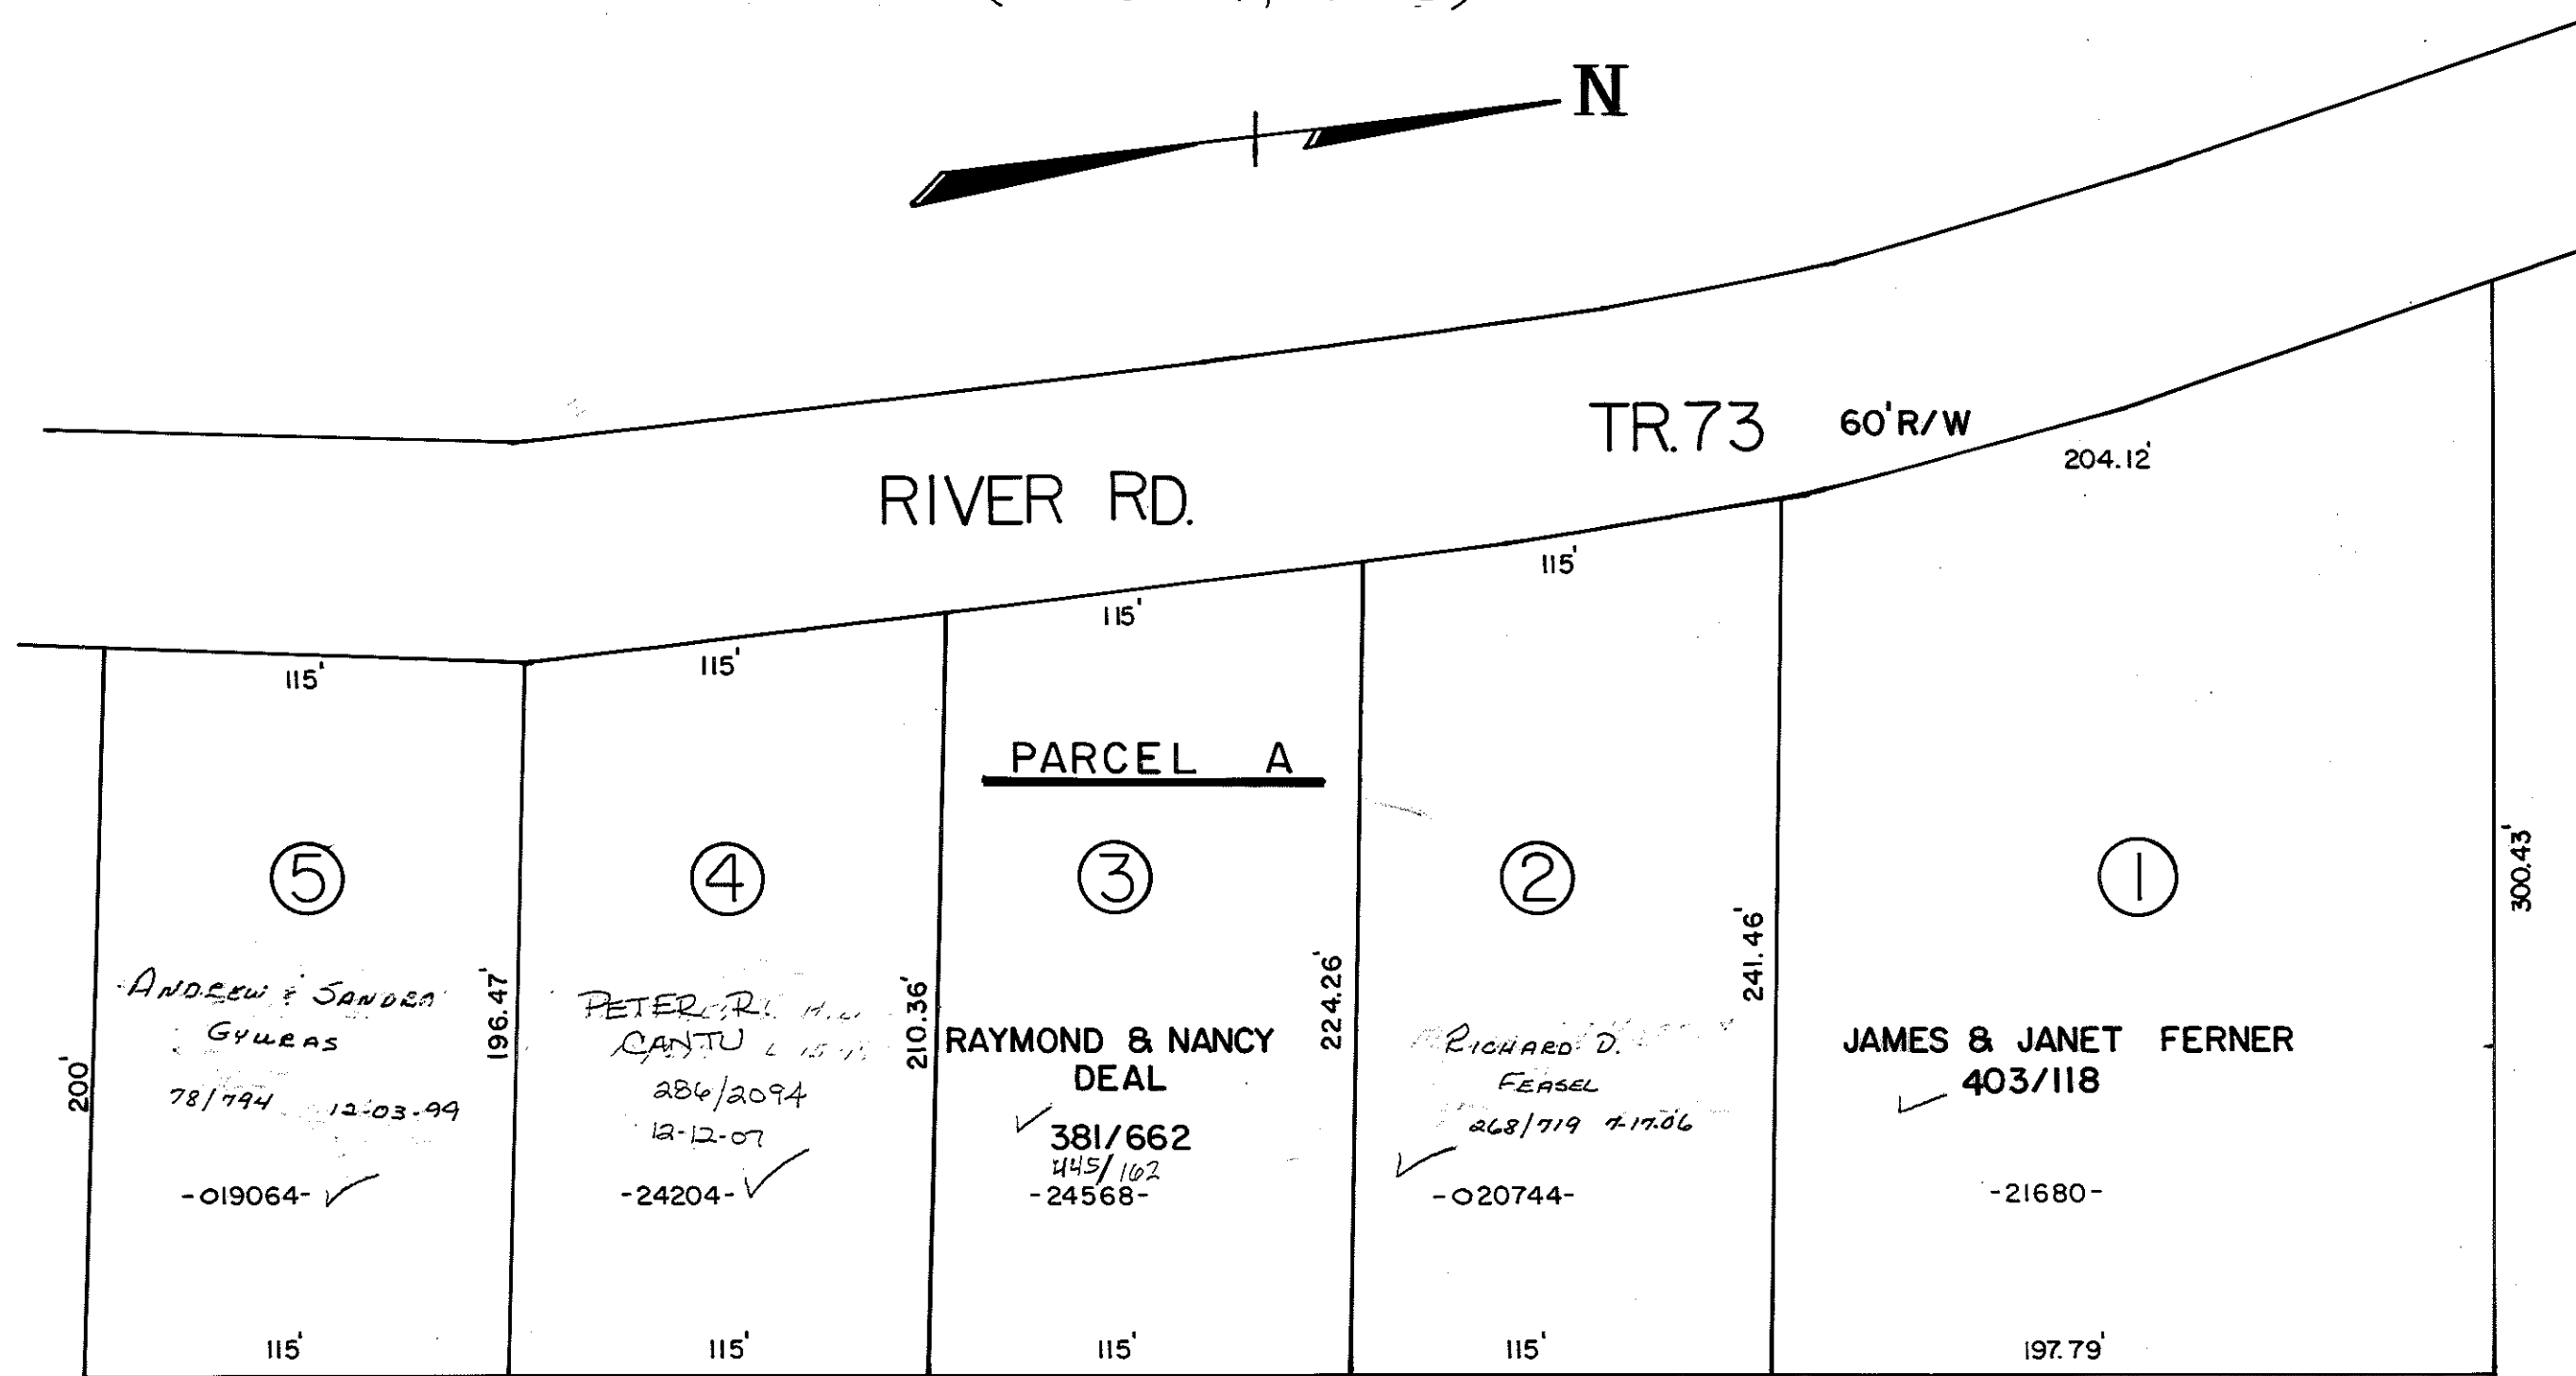 N
TR.73 60'R/W
RIVER RD.
204.12'
115'
115'
115'
115'
PARCEL A
5
4
3
2
1
200'
196.47'
210.36'
224.26'
241.46'
300.43'
ANDREW & SANDRA
GYURAS
78/794 12-03-99
-019064-
PETER R.
CANTU
286/2094
12-12-07
-24204-
RAYMOND & NANCY
DEAL
381/662
445/162
-24568-
RICHARD D.
FEASEL
268/719 7-17-06
-020744-
JAMES & JANET FERNER
403/118
-21680-
115'
115'
115'
115'
197.79'